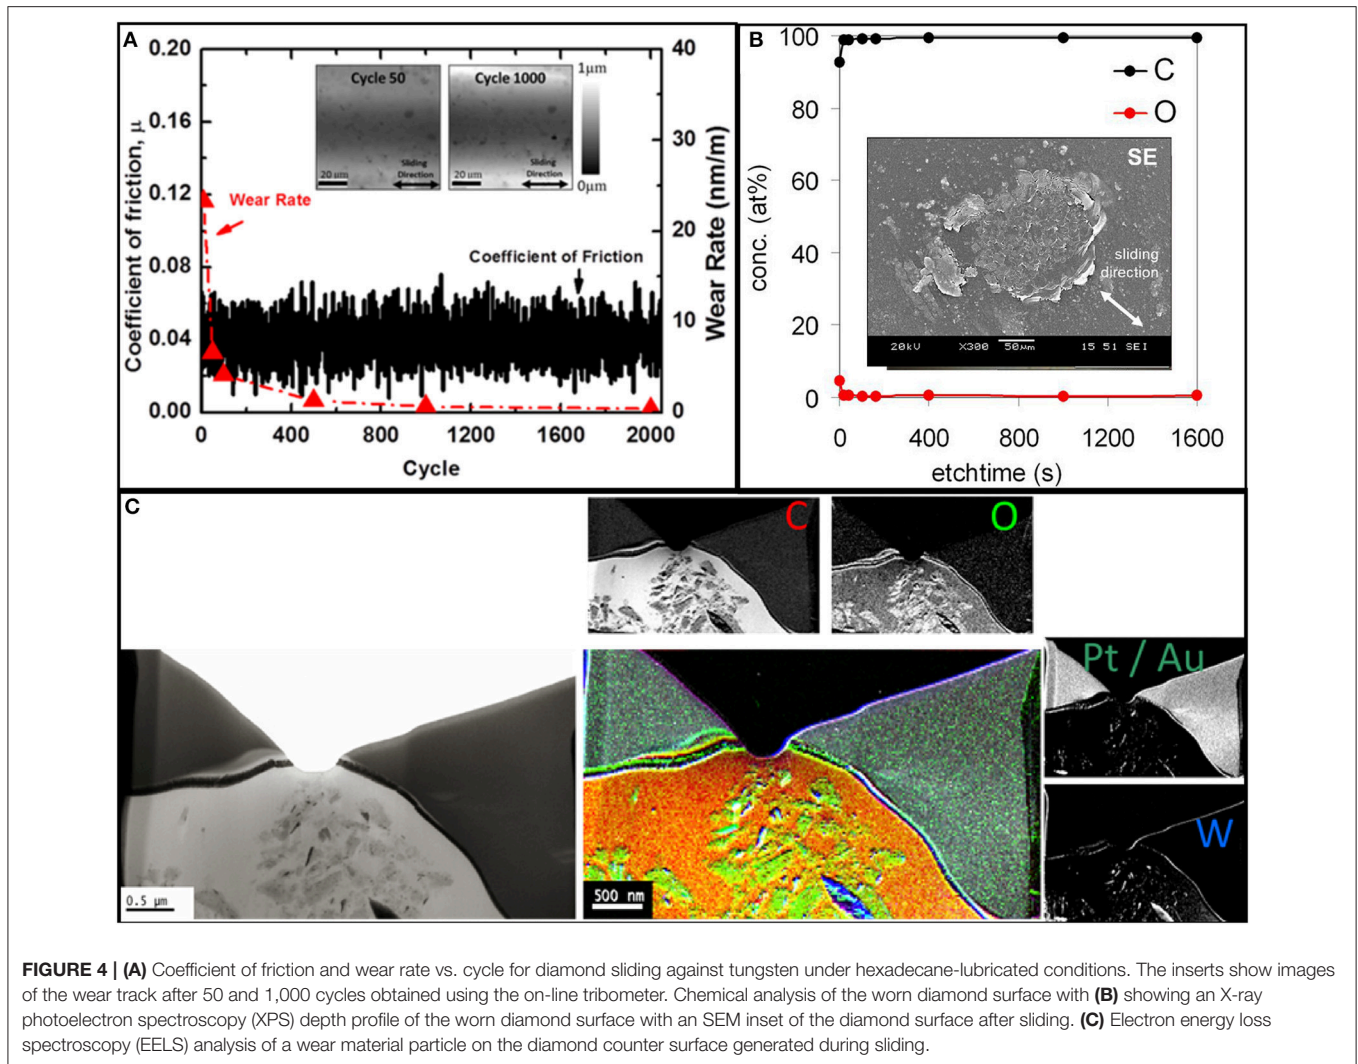 A
0.20
0.16
0.12
0.08
0.04
0.00
Coefficient of friction, μ
40
30
20
10
0
Wear Rate (nm/m)
Cycle 50
Cycle 1000
1μm
0μm
Sliding
Direction
20 μm
Sliding
Direction
20 μm
Wear Rate
Coefficient of Friction
0 400 800 1200 1600 2000
Cycle
B
100
80
60
40
20
0
conc. (at%)
C
O
SE
sliding
direction
20kV X300 50μm 15 51 SEI
0 400 800 1200 1600
etchtime (s)
C
C
O
Pt / Au
W
0.5 μm
500 nm
FIGURE 4 | (A) Coefficient of friction and wear rate vs. cycle for diamond sliding against tungsten under hexadecane-lubricated conditions. The inserts show images
of the wear track after 50 and 1,000 cycles obtained using the on-line tribometer. Chemical analysis of the worn diamond surface with (B) showing an X-ray
photoelectron spectroscopy (XPS) depth profile of the worn diamond surface with an SEM inset of the diamond surface after sliding. (C) Electron energy loss
spectroscopy (EELS) analysis of a wear material particle on the diamond counter surface generated during sliding.